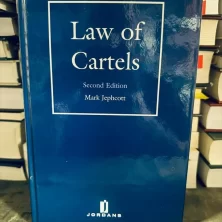 Law of
Cartels
Second Edition
Mark Jephcott
JORDANS